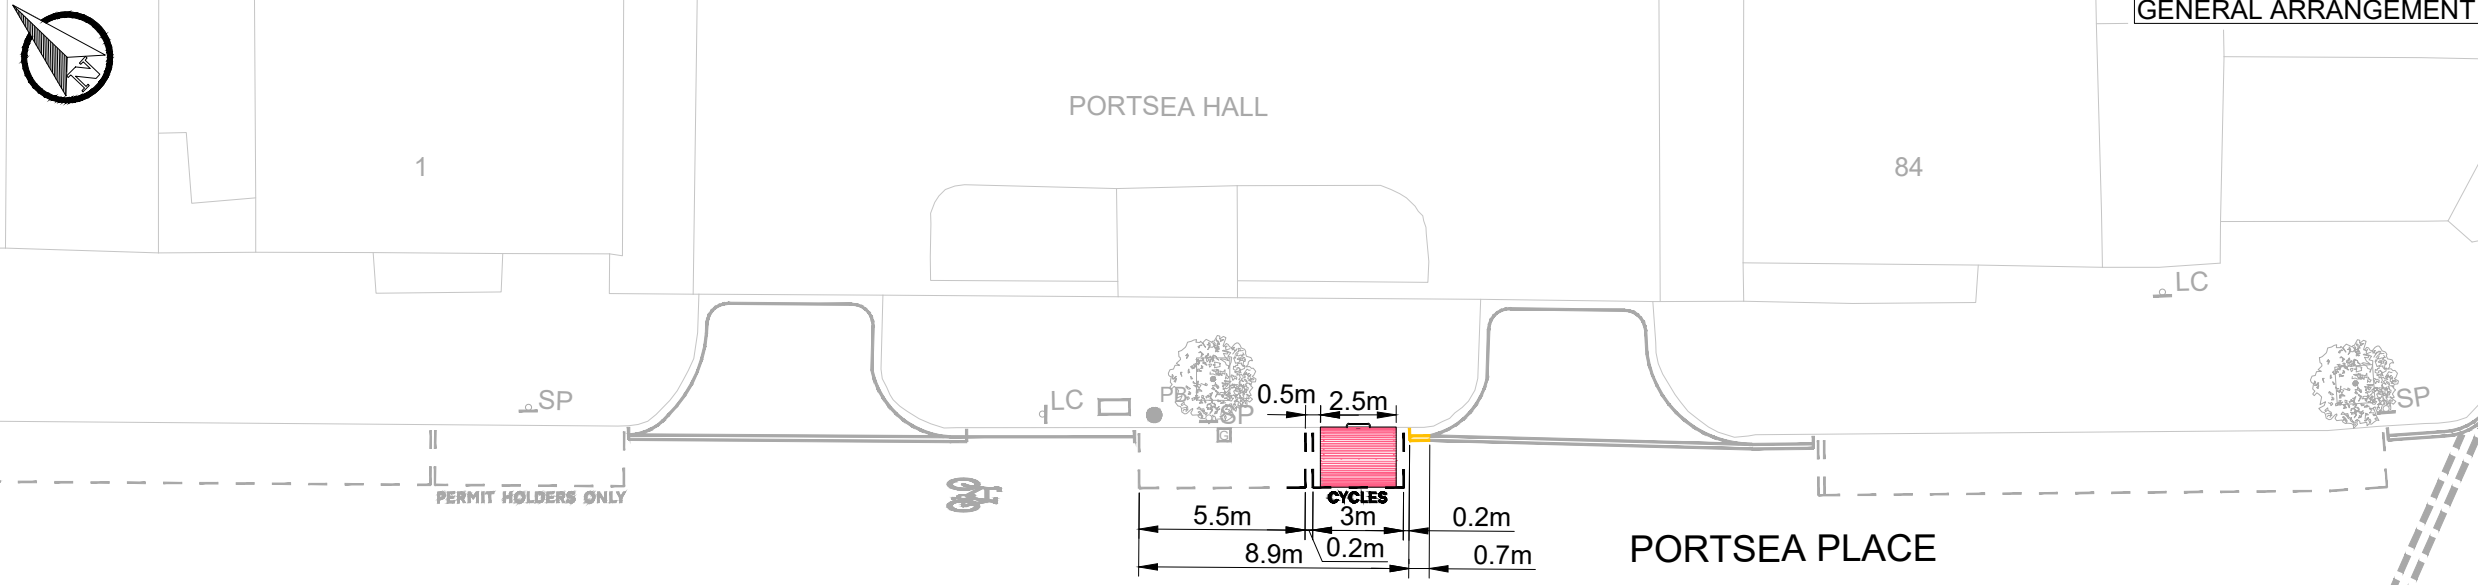 GENERAL ARRANGEMENT
N
PORTSEA HALL
1
84
LC
SP
LC
PB
SP
G
0.5m
2.5m
SP
PERMIT HOLDERS ONLY
CYCLES
5.5m
3m
0.2m
8.9m
0.2m
0.7m
PORTSEA PLACE